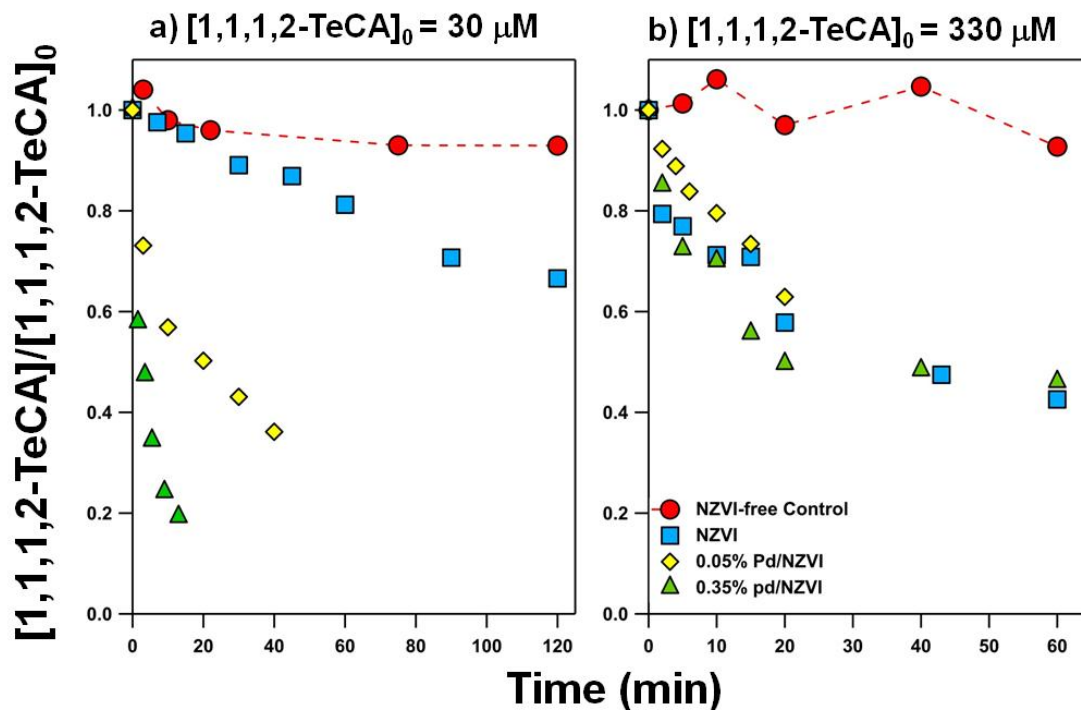 a) [1,1,1,2-TeCA]₀ = 30 μM
b) [1,1,1,2-TeCA]₀ = 330 μM
[1,1,1,2-TeCA]/[1,1,1,2-TeCA]₀
1.0
0.8
0.6
0.4
0.2
0.0
0 20 40 60 80 100 120
1.0
0.8
0.6
0.4
0.2
0.0
0 10 20 30 40 50 60
NZVI-free Control
NZVI
0.05% Pd/NZVI
0.35% pd/NZVI
Time (min)